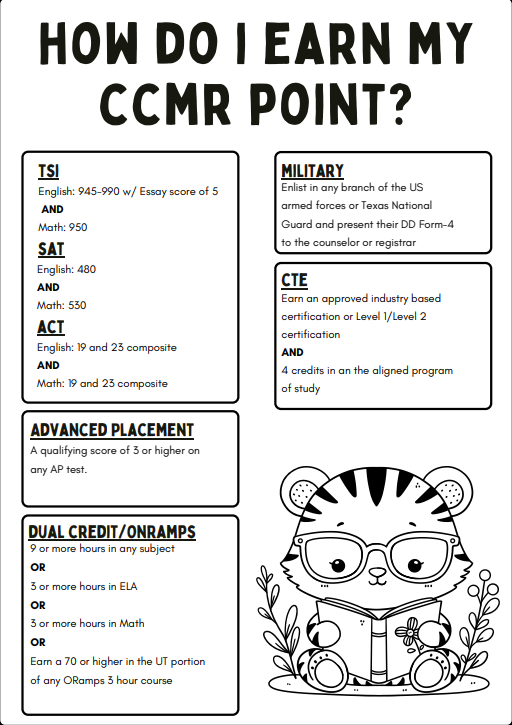 HOW DO I EARN MY
CCMR POINT?
TSI
English: 945-990 w/ Essay score of 5
AND
Math: 950
SAT
English: 480
AND
Math: 530
ACT
English: 19 and 23 composite
AND
Math: 19 and 23 composite
ADVANCED PLACEMENT
A qualifying score of 3 or higher on
any AP test.
DUAL CREDIT/ONRAMPS
9 or more hours in any subject
OR
3 or more hours in ELA
OR
3 or more hours in Math
OR
Earn a 70 or higher in the UT portion
of any ORamps 3 hour course
MILITARY
Enlist in any branch of the US
armed forces or Texas National
Guard and present their DD Form-4
to the counselor or registrar
CTE
Earn an approved industry based
certification or Level 1/Level 2
certification
AND
4 credits in an the aligned program
of study